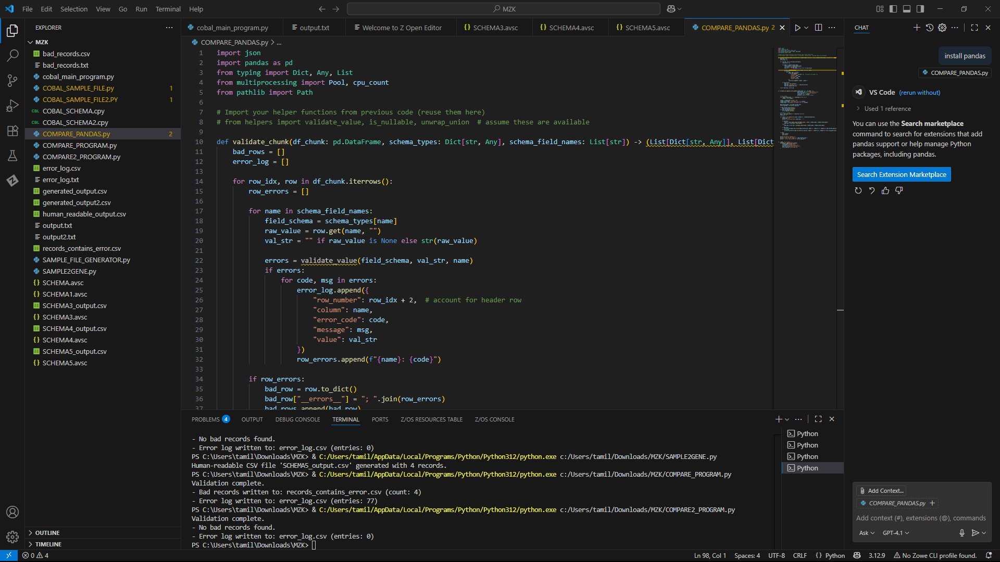 File Edit Selection View Go Run Terminal Help
MZK
EXPLORER
MZK
bad_records.csv
bad_records.txt
cobal_main_program.py
COBAL_SAMPLE_FILE.py 1
COBAL_SAMPLE_FILE2.PY 1
CBL COBAL_SCHEMA.cpy
CBL COBAL_SCHEMA2.cpy
COMPARE_PANDAS.py 2
COMPARE_PROGRAM.py
COMPARE2_PROGRAM.py
error_log.csv
error_log.txt
generated_output.csv
generated_output2.csv
human_readable_output.csv
output.txt
output2.txt
records_contains_error.csv
SAMPLE_FILE_GENERATOR.py
SAMPLE2GENE.py
{} SCHEMA.avsc
{} SCHEMA1.avsc
SCHEMA3_output.csv
{} SCHEMA3.avsc
SCHEMA4_output.csv
{} SCHEMA4.avsc
SCHEMA5_output.csv
{} SCHEMA5.avsc
OUTLINE
TIMELINE
cobal_main_program.py output.txt Welcome to Z Open Editor {} SCHEMA3.avsc {} SCHEMA4.avsc {} SCHEMA5.avsc COMPARE_PANDAS.py 2
COMPARE_PANDAS.py > ...
1 import json
2 import pandas as pd
3 from typing import Dict, Any, List
4 from multiprocessing import Pool, cpu_count
5 from pathlib import Path
6
7 # Import your helper functions from previous code (reuse them here)
8 # from helpers import validate_value, is_nullable, unwrap_union  # assume these are available
9
10 def validate_chunk(df_chunk: pd.DataFrame, schema_types: Dict[str, Any], schema_field_names: List[str]) -> (List[Dict[str, Any]], List[Dict
11 bad_rows = []
12 error_log = []
13
14 for row_idx, row in df_chunk.iterrows():
15 row_errors = []
16
17 for name in schema_field_names:
18 field_schema = schema_types[name]
19 raw_value = row.get(name, "")
20 val_str = "" if raw_value is None else str(raw_value)
21
22 errors = validate_value(field_schema, val_str, name)
23 if errors:
24 for code, msg in errors:
25 error_log.append({
26 "row_number": row_idx + 2,  # account for header row
27 "column": name,
28 "error_code": code,
29 "message": msg,
30 "value": val_str
31 })
32 row_errors.append(f"{name}: {code}")
33
34 if row_errors:
35 bad_row = row.to_dict()
36 bad_row["__errors__"] = "; ".join(row_errors)
37 bad_rows.append(bad_row)
PROBLEMS 4 OUTPUT DEBUG CONSOLE TERMINAL PORTS Z/OS RESOURCES TABLE Z/OS CONSOLE
- No bad records found.
- Error log written to: error_log.csv (entries: 0)
PS C:\Users\tamil\Downloads\MZK> & C:/Users/tamil/AppData/Local/Programs/Python/Python312/python.exe c:/Users/tamil/Downloads/MZK/SAMPLE2GENE.py
Human-readable CSV file 'SCHEMA5_output.csv' generated with 4 records.
PS C:\Users\tamil\Downloads\MZK> & C:/Users/tamil/AppData/Local/Programs/Python/Python312/python.exe c:/Users/tamil/Downloads/MZK/COMPARE_PROGRAM.py
Validation complete.
- Bad records written to: records_contains_error.csv (count: 4)
- Error log written to: error_log.csv (entries: 77)
PS C:\Users\tamil\Downloads\MZK> & C:/Users/tamil/AppData/Local/Programs/Python/Python312/python.exe c:/Users/tamil/Downloads/MZK/COMPARE2_PROGRAM.py
Validation complete.
- No bad records found.
- Error log written to: error_log.csv (entries: 0)
PS C:\Users\tamil\Downloads\MZK>
Python
Python
Python
Python
CHAT
install pandas
COMPARE_PANDAS.py
VS Code (rerun without)
Used 1 reference
You can use the Search marketplace
command to search for extensions that add
pandas support or help manage Python
packages, including pandas.
Search Extension Marketplace
Add Context...
COMPARE_PANDAS.py +
Add context (#), extensions (@), commands
Ask GPT-4.1
0 4 Ln 98, Col 1 Spaces: 4 UTF-8 CRLF {} Python 3.12.9 No Zowe CLI profile found.